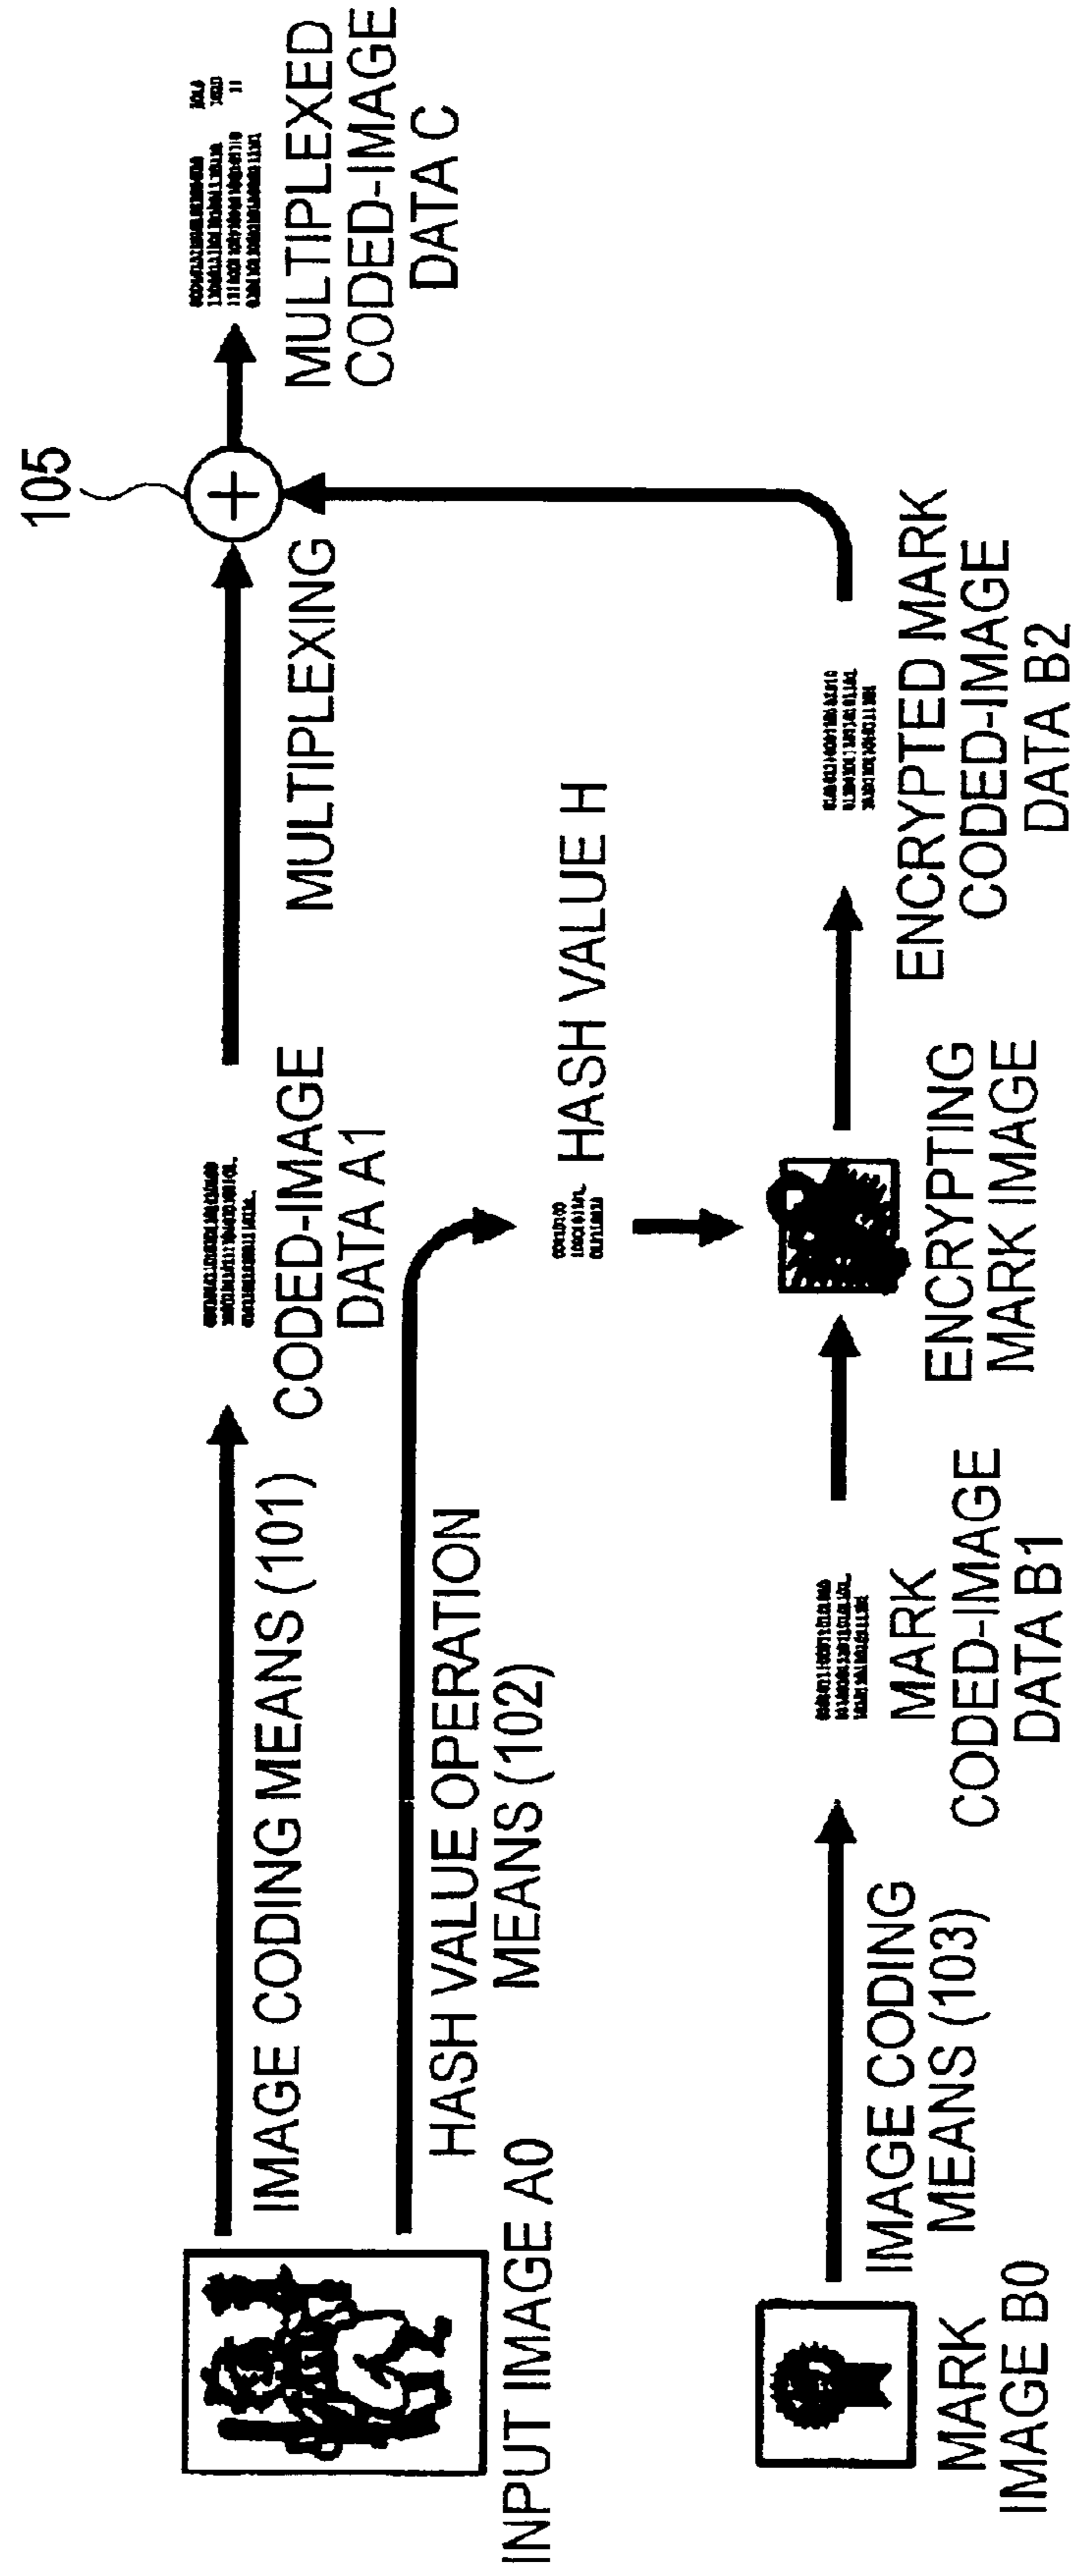 105
MULTIPLEXED
CODED-IMAGE
DATA C
MULTIPLEXING
CODED-IMAGE
DATA A1
IMAGE CODING MEANS (101)
HASH VALUE OPERATION
MEANS (102)
INPUT IMAGE A0
HASH VALUE H
ENCRYPTED MARK
CODED-IMAGE
DATA B2
ENCRYPTING
MARK IMAGE
MARK
CODED-IMAGE
DATA B1
IMAGE CODING
MEANS (103)
MARK
IMAGE B0